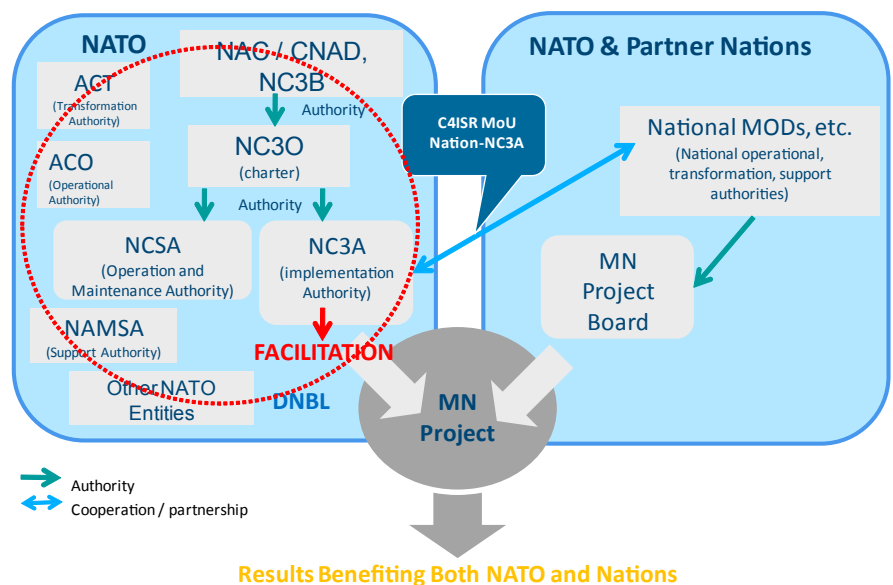 NATO
NAC / CNAD,
NC3B
ACT
(Transformation
Authority)
Authority
NC3O
(charter)
ACO
(Operational
Authority)
Authority
NCSA
(Operation and
Maintenance Authority)
NC3A
(implementation
Authority)
NAMSA
(Support Authority)
FACILITATION
Other NATO
Entities
DNBL
C4ISR MoU
Nation-NC3A
NATO & Partner Nations
National MODs, etc.
(National operational,
transformation, support
authorities)
MN
Project
Board
MN
Project
Authority
Cooperation / partnership
Results Benefiting Both NATO and Nations